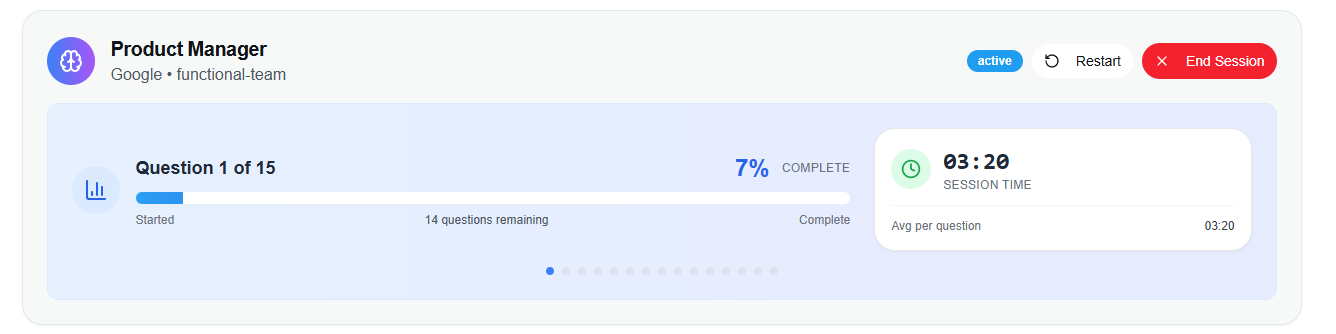 Product Manager
Google • functional-team
active
Restart
End Session
Question 1 of 15
7% COMPLETE
Started
14 questions remaining
Complete
03:20
SESSION TIME
Avg per question
03:20